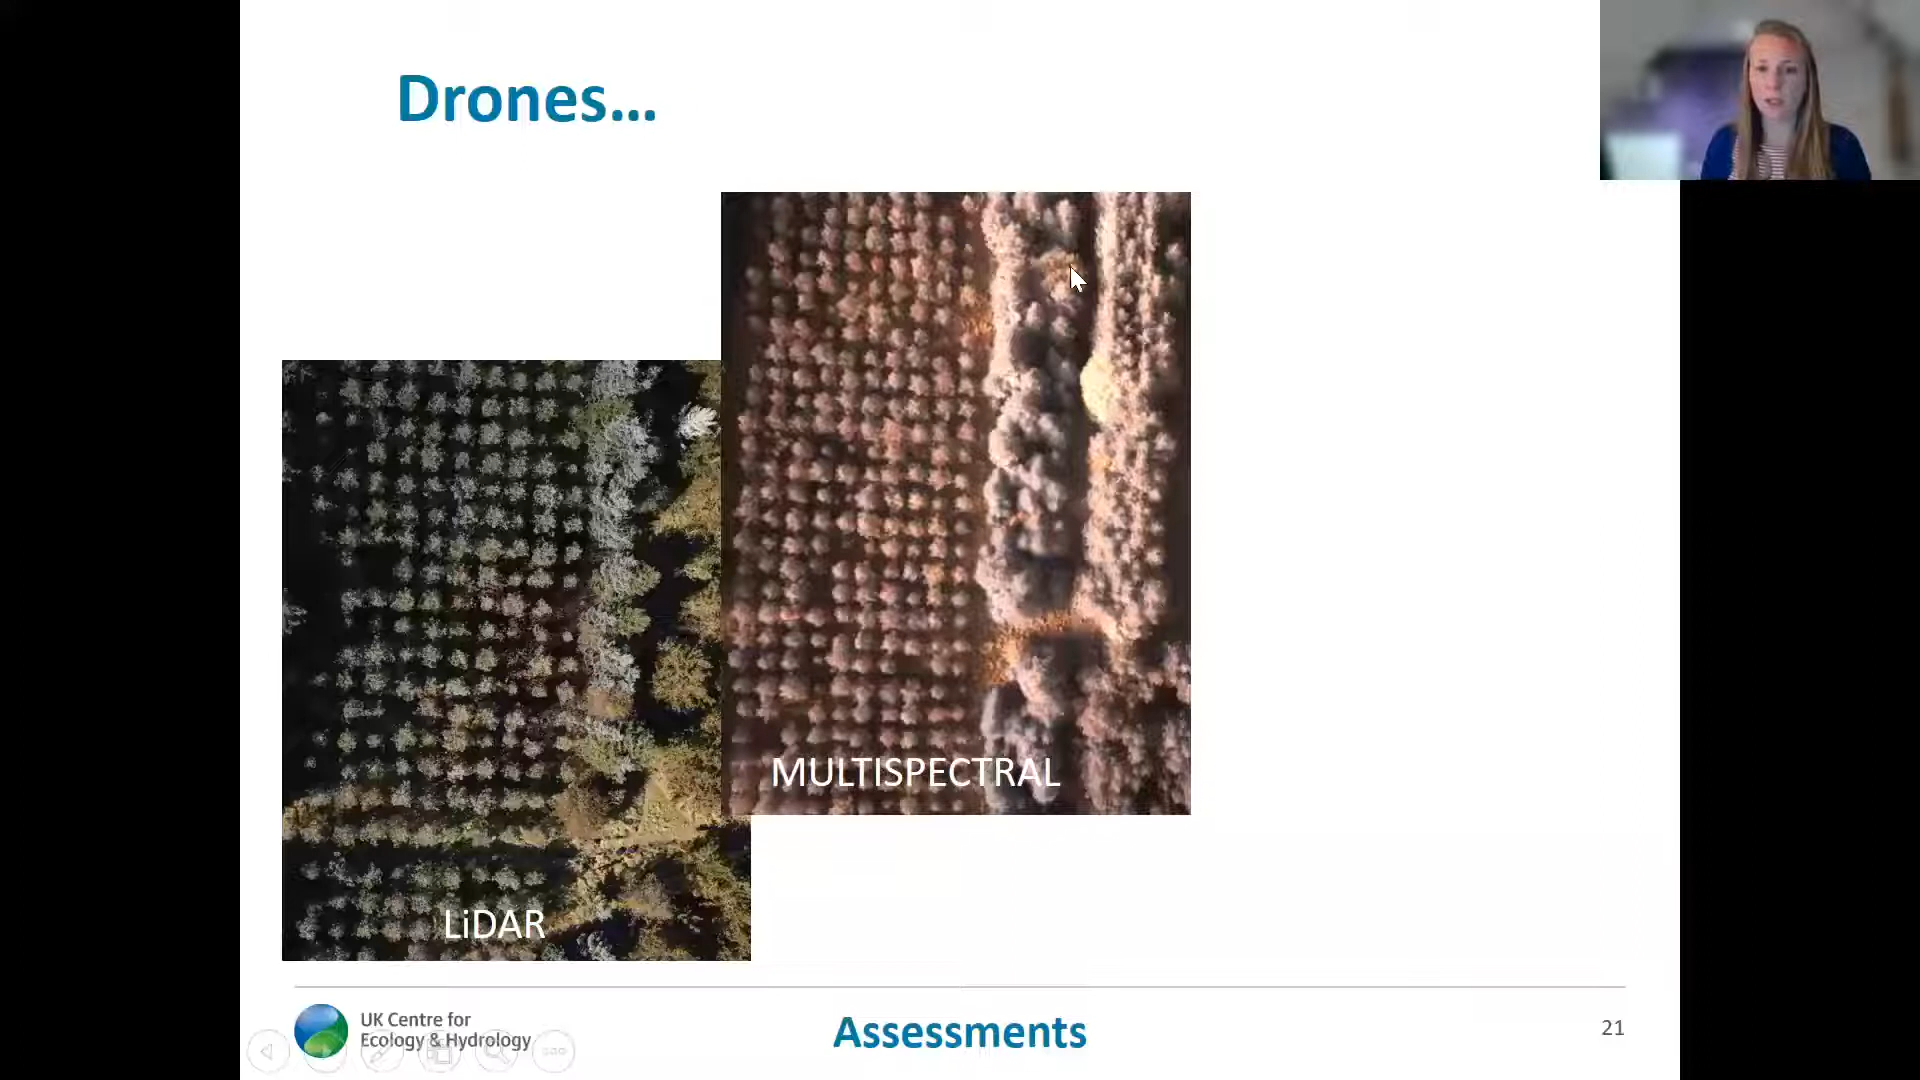 Drones...
MULTISPECTRAL
LiDAR
UK Centre for
Ecology & Hydrology
Assessments
21